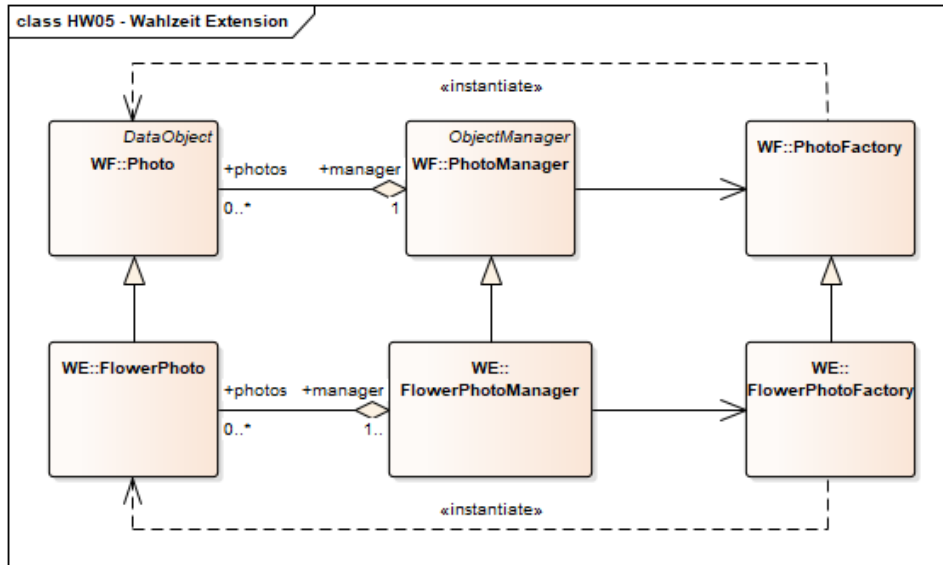 class HW05 - Wahlzeit Extension
«instantiate»
DataObject
WF::Photo
+photos
0..*
+manager
1
ObjectManager
WF::PhotoManager
WF::PhotoFactory
WE::FlowerPhoto
+photos
0..*
+manager
1..
WE::
FlowerPhotoManager
WE::
FlowerPhotoFactory
«instantiate»